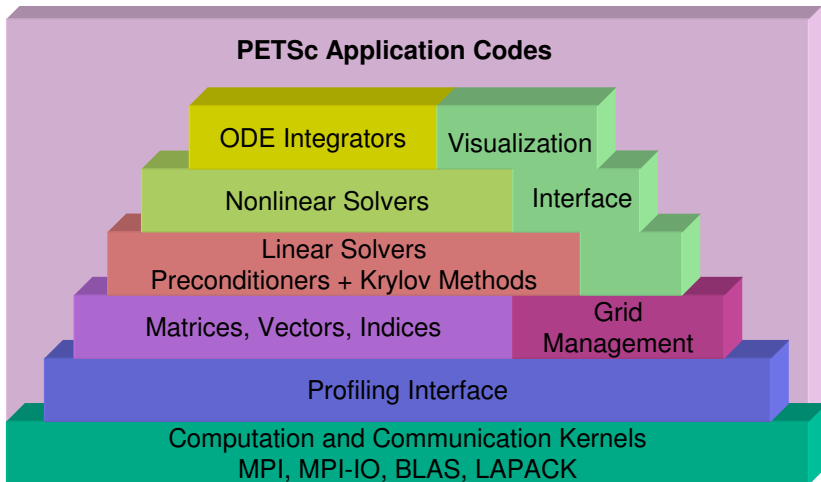 PETSc Application Codes
ODE Integrators
Visualization
Nonlinear Solvers
Interface
Linear Solvers
Preconditioners + Krylov Methods
Matrices, Vectors, Indices
Grid
Management
Profiling Interface
Computation and Communication Kernels
MPI, MPI-IO, BLAS, LAPACK